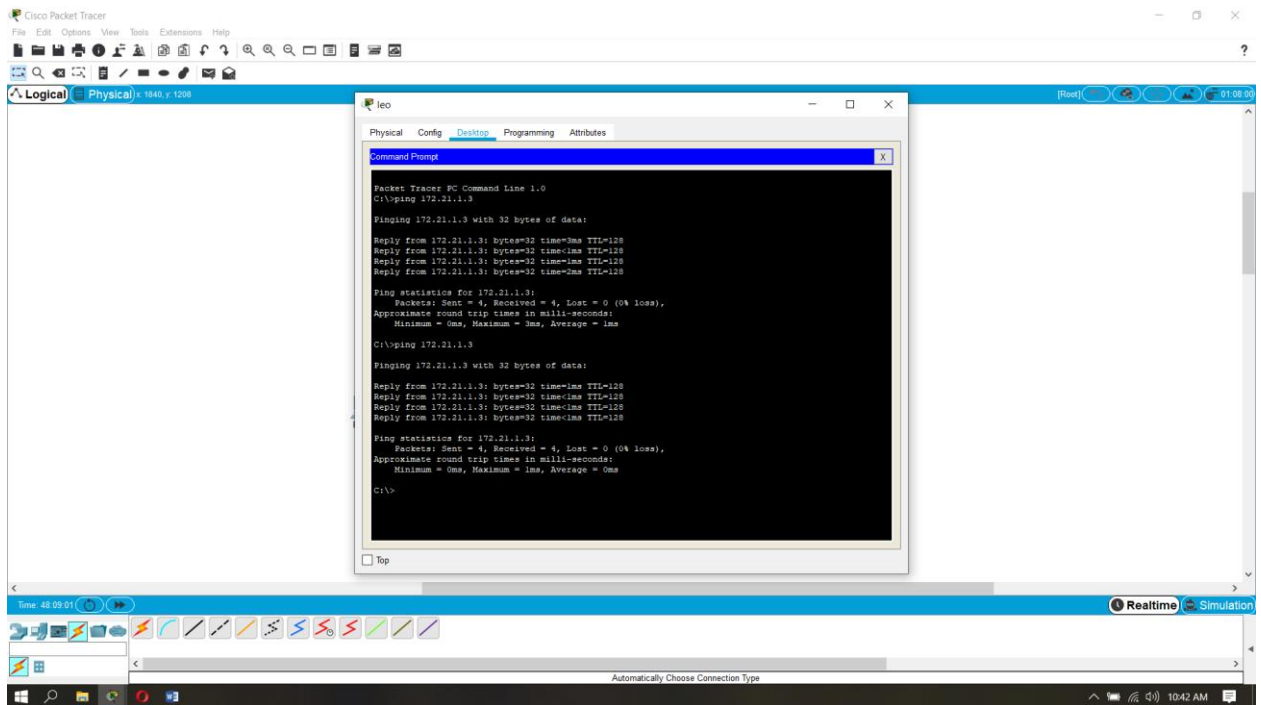 Cisco Packet Tracer
File Edit Options View Tools Extensions Help
?
Logical Physical x: 1840, y: 1208 [Root] 01:08:00
leo
Physical Config Desktop Programming Attributes
Command Prompt X
Packet Tracer PC Command Line 1.0
C:\>ping 172.21.1.3
Pinging 172.21.1.3 with 32 bytes of data:
Reply from 172.21.1.3: bytes=32 time=3ms TTL=128
Reply from 172.21.1.3: bytes=32 time<1ms TTL=128
Reply from 172.21.1.3: bytes=32 time=1ms TTL=128
Reply from 172.21.1.3: bytes=32 time=2ms TTL=128
Ping statistics for 172.21.1.3:
Packets: Sent = 4, Received = 4, Lost = 0 (0% loss),
Approximate round trip times in milli-seconds:
Minimum = 0ms, Maximum = 3ms, Average = 1ms
C:\>ping 172.21.1.3
Pinging 172.21.1.3 with 32 bytes of data:
Reply from 172.21.1.3: bytes=32 time=1ms TTL=128
Reply from 172.21.1.3: bytes=32 time<1ms TTL=128
Reply from 172.21.1.3: bytes=32 time<1ms TTL=128
Reply from 172.21.1.3: bytes=32 time<1ms TTL=128
Ping statistics for 172.21.1.3:
Packets: Sent = 4, Received = 4, Lost = 0 (0% loss),
Approximate round trip times in milli-seconds:
Minimum = 0ms, Maximum = 1ms, Average = 0ms
C:\>
Top
Time: 48:09:01 Realtime Simulation
Automatically Choose Connection Type
10:42 AM